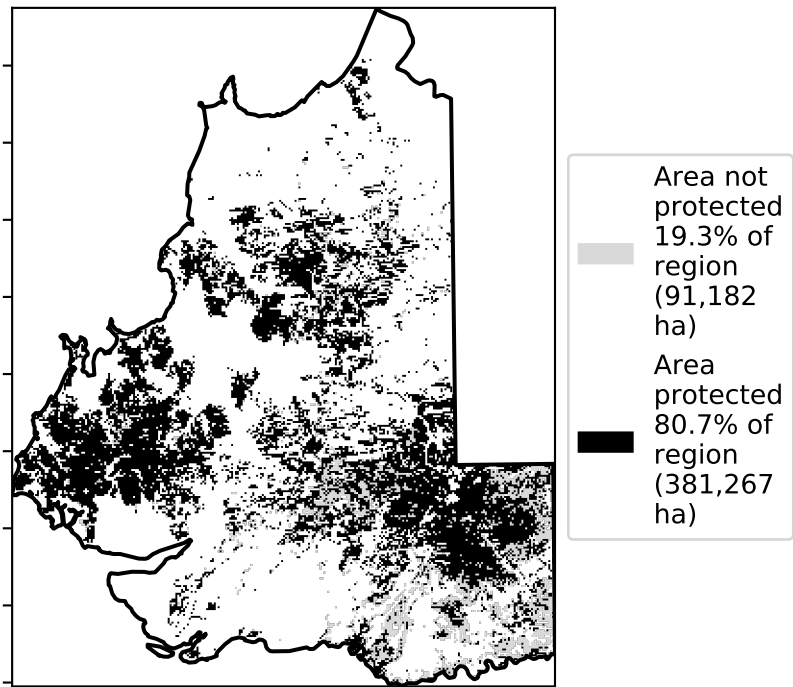 Area not
protected
19.3% of
region
(91,182
ha)
Area
protected
80.7% of
region
(381,267
ha)